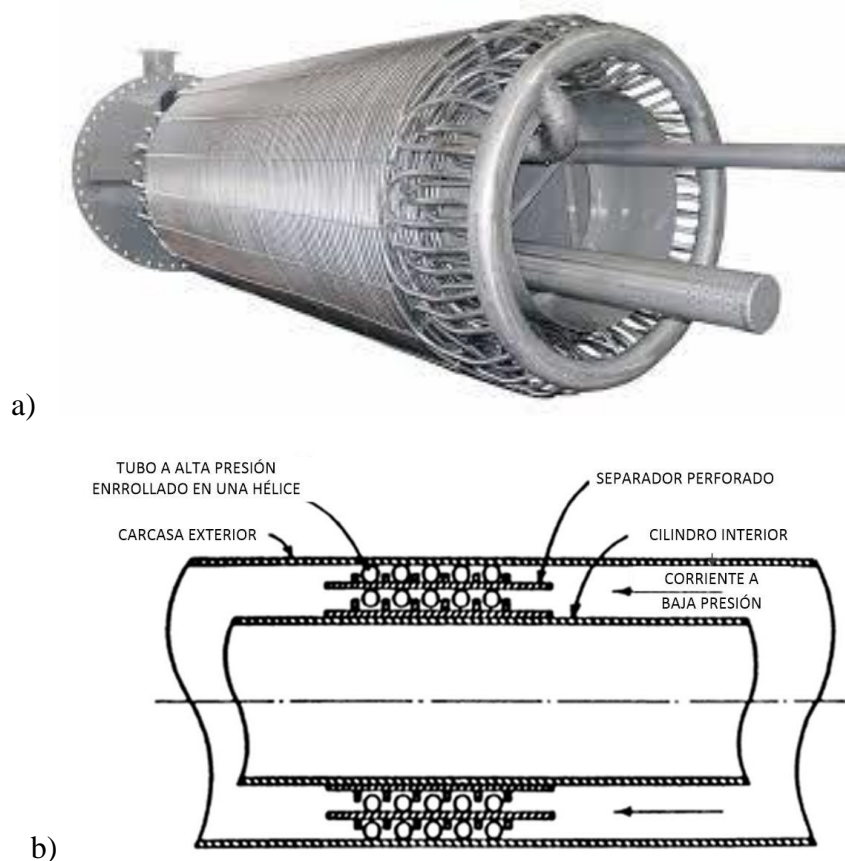 a)
TUBO A ALTA PRESIÓN
ENRROLLADO EN UNA HÉLICE
SEPARADOR PERFORADO
CARCASA EXTERIOR
CILINDRO INTERIOR
CORRIENTE A
BAJA PRESIÓN
b)